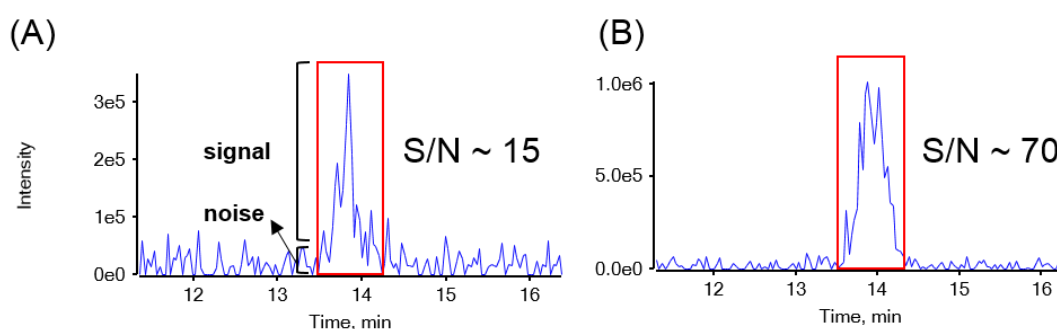 (A)
3e5
2e5
1e5
0e0
Intensity
signal
noise
S/N ~ 15
12
13
14
15
16
Time, min
(B)
1.0e6
5.0e5
0.0e0
S/N ~ 70
12
13
14
15
16
Time, min